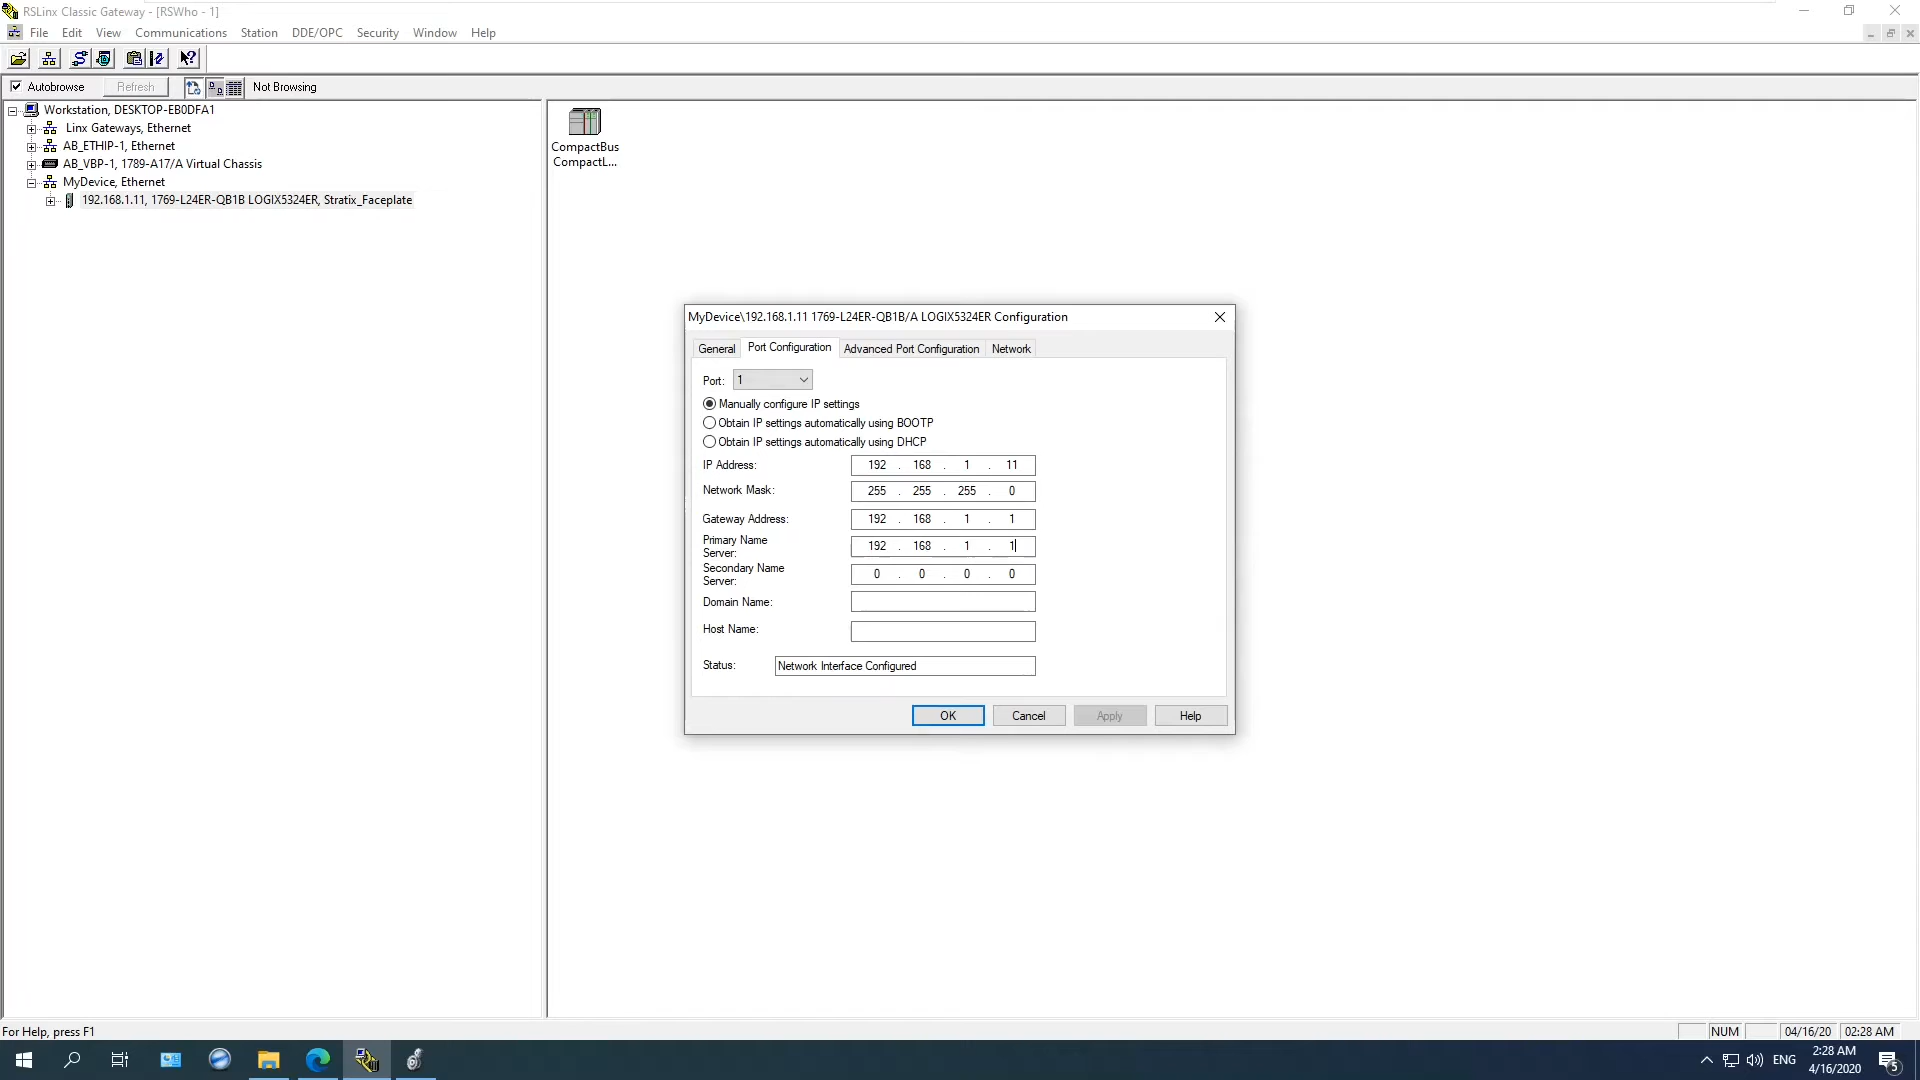 RSLinx Classic Gateway - [RSWho - 1]
File Edit View Communications Station DDE/OPC Security Window Help
Autobrowse Refresh Not Browsing
Workstation, DESKTOP-EB0DFA1
Linx Gateways, Ethernet
AB_ETHIP-1, Ethernet
AB_VBP-1, 1789-A17/A Virtual Chassis
MyDevice, Ethernet
192.168.1.11, 1769-L24ER-QB1B LOGIX5324ER, Stratix_Faceplate
CompactBus
CompactL...
MyDevice\192.168.1.11 1769-L24ER-QB1B/A LOGIX5324ER Configuration
General Port Configuration Advanced Port Configuration Network
Port: 1
Manually configure IP settings
Obtain IP settings automatically using BOOTP
Obtain IP settings automatically using DHCP
IP Address: 192 . 168 . 1 . 11
Network Mask: 255 . 255 . 255 . 0
Gateway Address: 192 . 168 . 1 . 1
Primary Name
Server: 192 . 168 . 1 . 1
Secondary Name
Server: 0 . 0 . 0 . 0
Domain Name:
Host Name:
Status: Network Interface Configured
OK Cancel Apply Help
For Help, press F1
NUM 04/16/20 02:28 AM
ENG
2:28 AM
4/16/2020
5